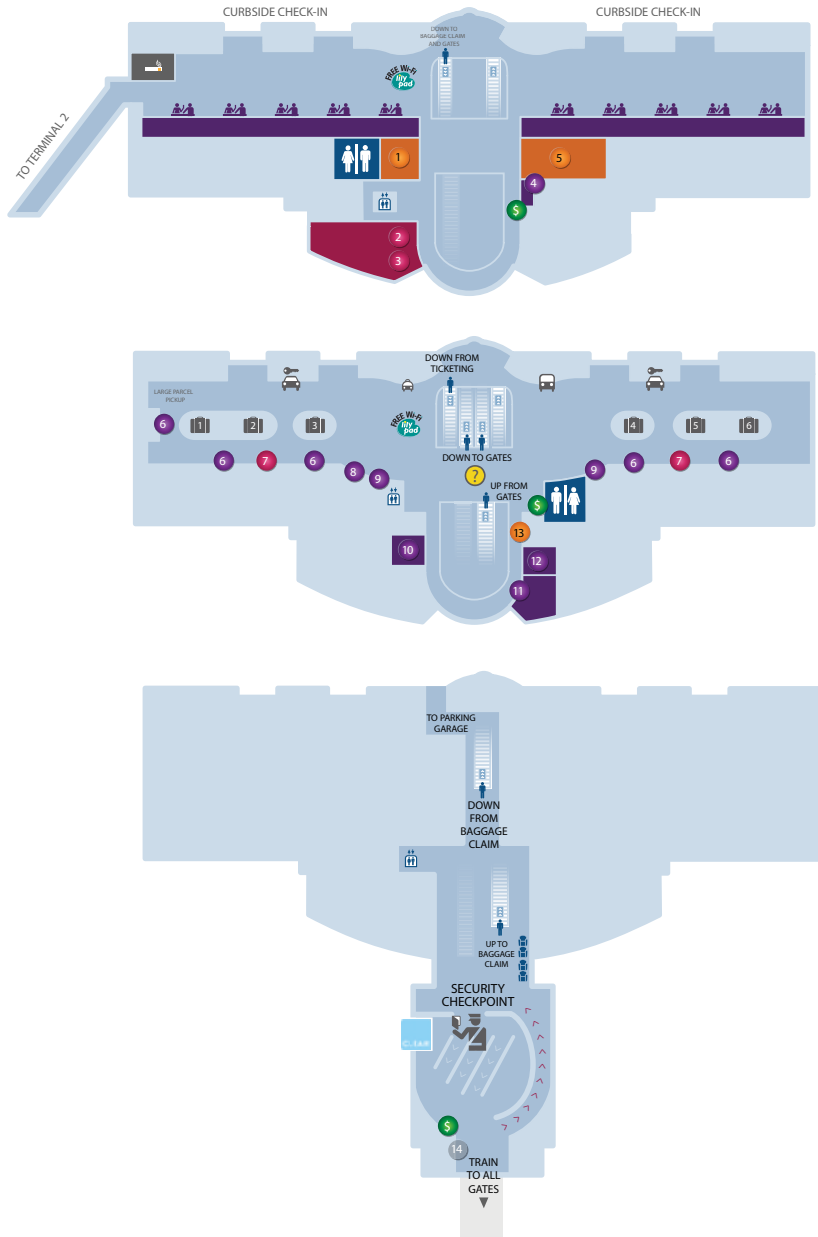 CURBSIDE CHECK-IN
CURBSIDE CHECK-IN
DOWN TO
BAGGAGE CLAIM
AND GATES
FREE Wi-Fi
lily
pad
TO TERMINAL 2
1
5
4
$
2
3
DOWN FROM
TICKETING
LARGE PARCEL
PICKUP
6
1
2
3
FREE Wi-Fi
lily
pad
4
5
6
DOWN TO GATES
6
7
6
8
9
?
9
6
7
6
UP FROM
GATES
$
13
10
12
11
TO PARKING
GARAGE
DOWN
FROM
BAGGAGE
CLAIM
UP TO
BAGGAGE
CLAIM
SECURITY
CHECKPOINT
CLEAR
$
14
TRAIN
TO ALL
GATES